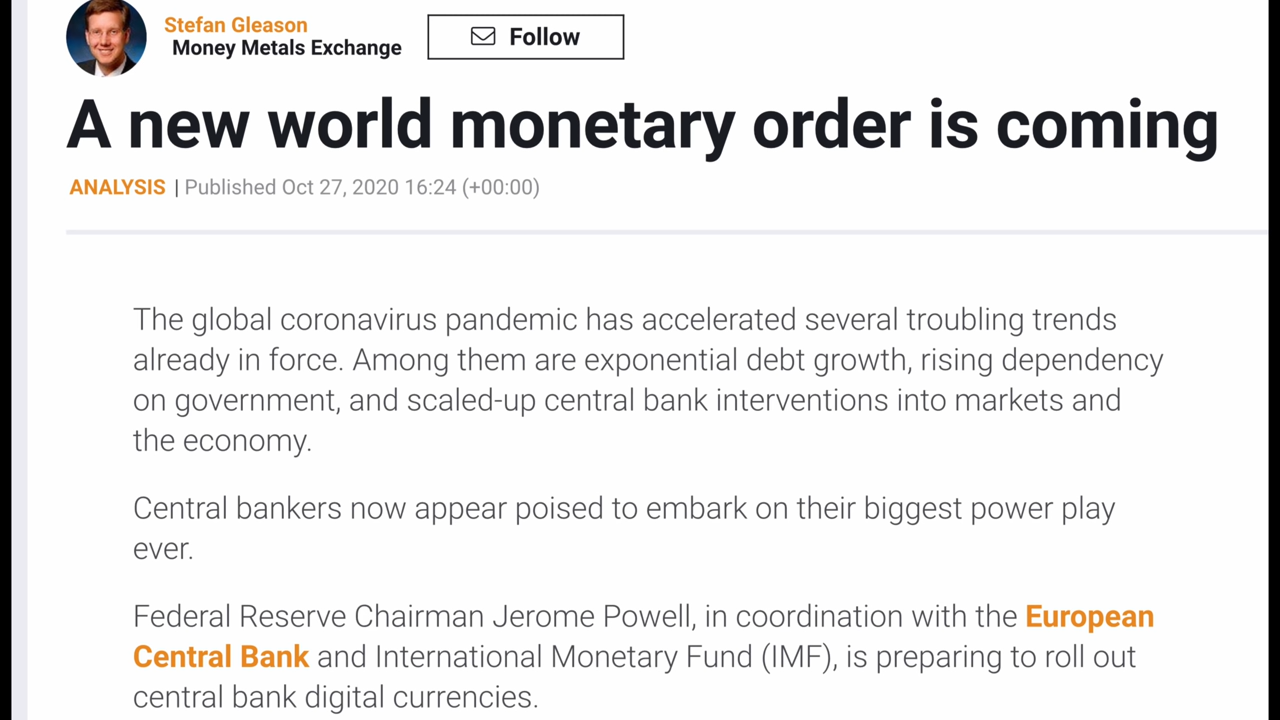 Stefan Gleason
Money Metals Exchange
Follow
A new world monetary order is coming
ANALYSIS | Published Oct 27, 2020 16:24 (+00:00)
The global coronavirus pandemic has accelerated several troubling trends
already in force. Among them are exponential debt growth, rising dependency
on government, and scaled-up central bank interventions into markets and
the economy.
Central bankers now appear poised to embark on their biggest power play
ever.
Federal Reserve Chairman Jerome Powell, in coordination with the European
Central Bank and International Monetary Fund (IMF), is preparing to roll out
central bank digital currencies.